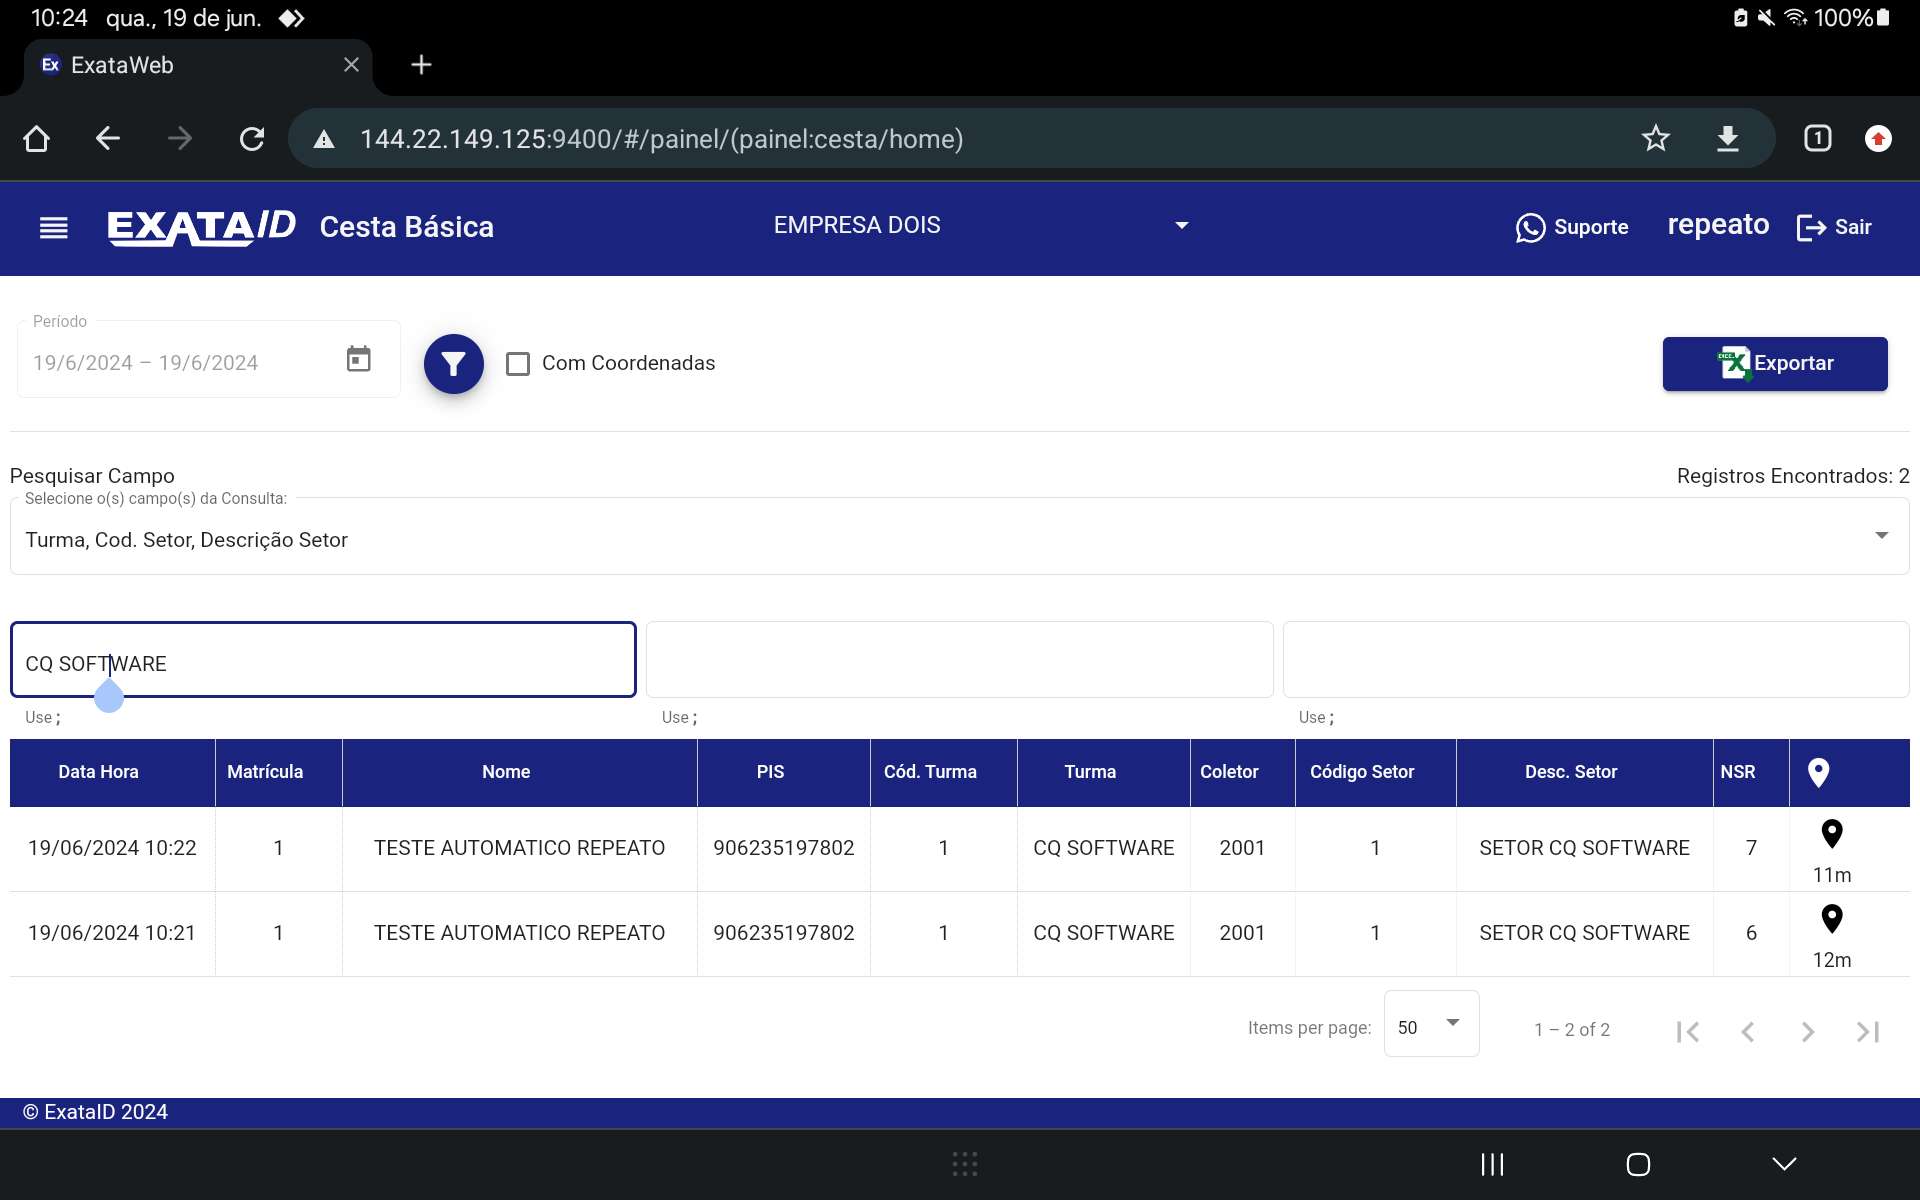 10:24 qua., 19 de jun. 100%
Ex ExataWeb
144.22.149.125:9400/#/painel/(painel:cesta/home) 1
EXATA ID Cesta Básica EMPRESA DOIS Suporte repeato Sair
Período
19/6/2024 – 19/6/2024 Com Coordenadas Exportar
Pesquisar Campo Registros Encontrados: 2
Selecione o(s) campo(s) da Consulta:
Turma, Cod. Setor, Descrição Setor
CQ SOFTWARE
Use ; Use ; Use ;
Data Hora Matrícula Nome PIS Cód. Turma Turma Coletor Código Setor Desc. Setor NSR
19/06/2024 10:22 1 TESTE AUTOMATICO REPEATO 906235197802 1 CQ SOFTWARE 2001 1 SETOR CQ SOFTWARE 7 11m
19/06/2024 10:21 1 TESTE AUTOMATICO REPEATO 906235197802 1 CQ SOFTWARE 2001 1 SETOR CQ SOFTWARE 6 12m
Items per page: 50 1 – 2 of 2
© ExataID 2024